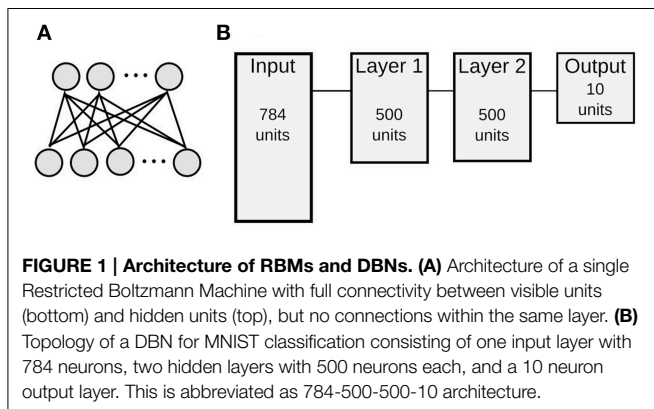 A
B
Input
784
units
Layer 1
500
units
Layer 2
500
units
Output
10
units
FIGURE 1 | Architecture of RBMs and DBNs. (A) Architecture of a single
Restricted Boltzmann Machine with full connectivity between visible units
(bottom) and hidden units (top), but no connections within the same layer. (B)
Topology of a DBN for MNIST classification consisting of one input layer with
784 neurons, two hidden layers with 500 neurons each, and a 10 neuron
output layer. This is abbreviated as 784-500-500-10 architecture.